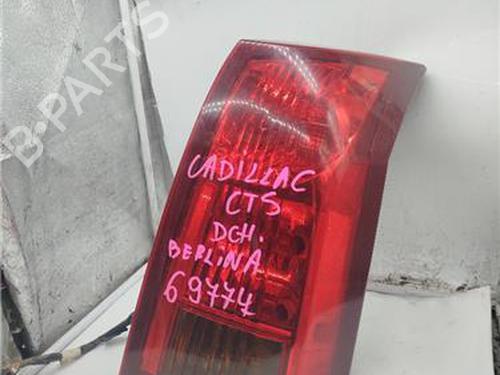 B-PARTS
CADILLAC
CTS
DCH.
BERLINA
69774